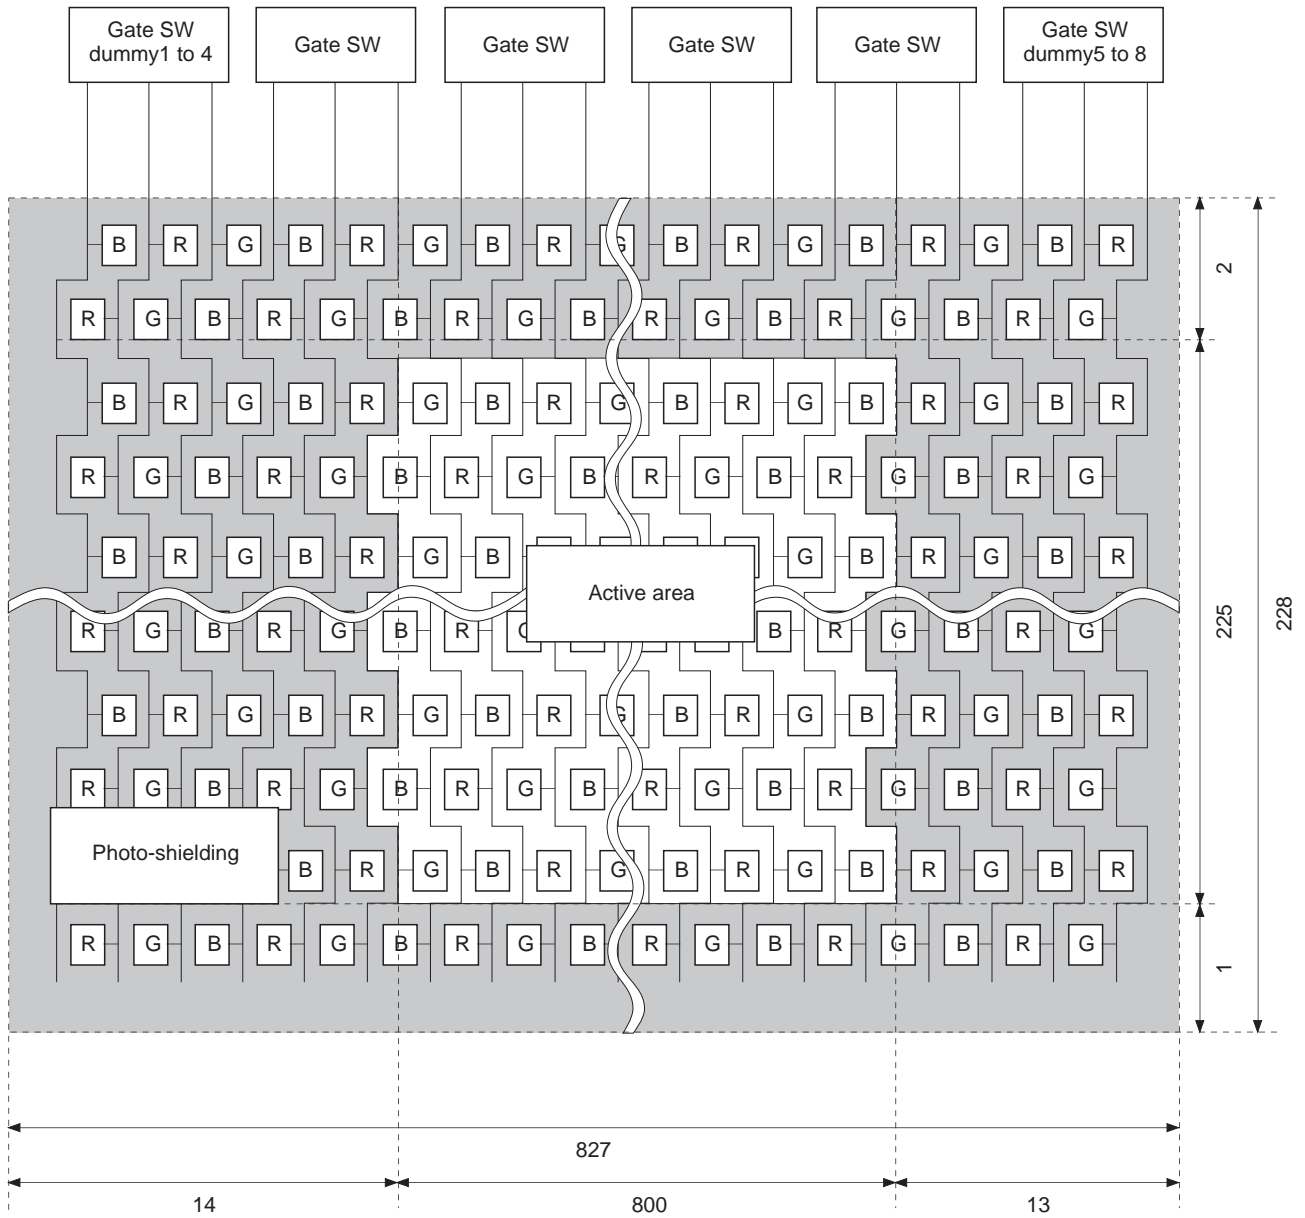 Gate SW
dummy1 to 4
Gate SW
Gate SW
Gate SW
Gate SW
Gate SW
dummy5 to 8
B R G B R G B R G B R G B R G B R
2
R G B R G B R G B R G B R G B R G
B R G B R G B R G B R G B R G B R
R G B R G B R G B R G B R G B R G
B R G B R G B G B R G B R
Active area
225
228
R G B R G B R B R G B R G
B R G B R G B R G B R G B R G B R
R G B R G B R G B R G B R G B R G
Photo-shielding
B R G B R G B R G B R G B R
R G B R G B R G B R G B R G B R G
1
827
14
800
13